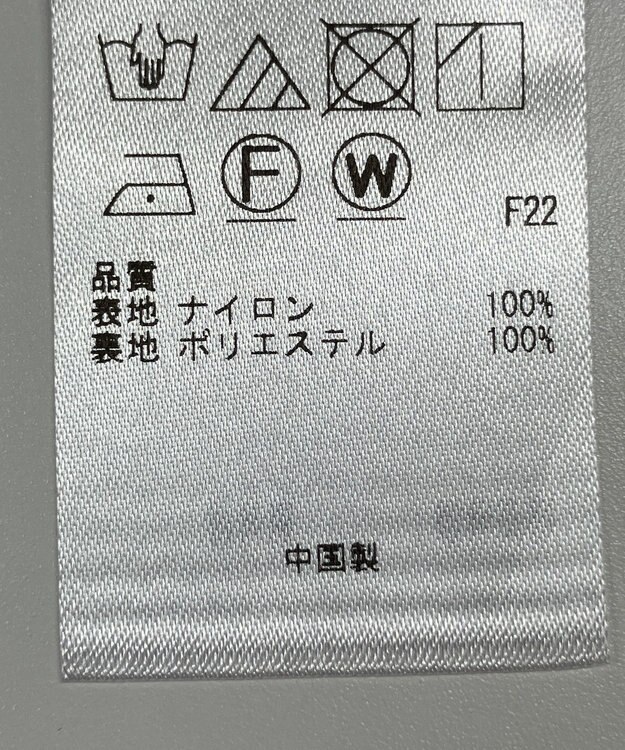 F W
F22
品質
表地 ナイロン 100%
裏地 ポリエステル 100%
中国製